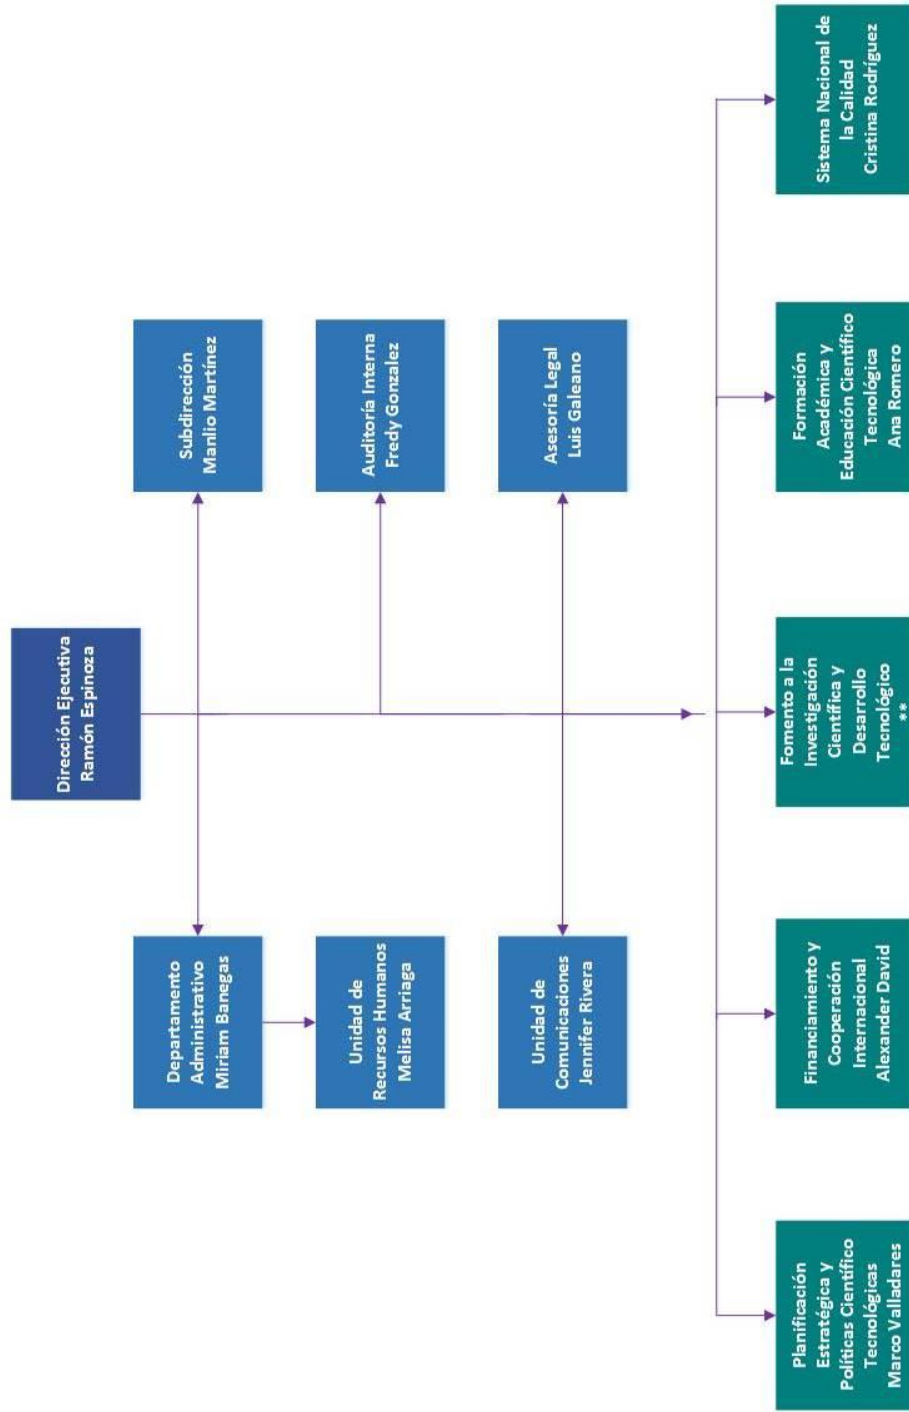 Dirección Ejecutiva
Ramón Espinoza
Departamento
Administrativo
Miriam Banegas
Subdirección
Manlio Martínez
Unidad de
Recursos Humanos
Melisa Arriaga
Auditoría Interna
Fredy Gonzalez
Unidad de
Comunicaciones
Jennifer Rivera
Asesoría Legal
Luis Galeano
Planificación
Estratégica y
Políticas Científico
Tecnológicas
Marco Valladares
Financiamiento y
Cooperación
Internacional
Alexander David
Fomento a la
Investigación
Científica y
Desarrollo
Tecnológico
**
Formación
Académica y
Educación Científico
Tecnológica
Ana Romero
Sistema Nacional de
la Calidad
Cristina Rodríguez